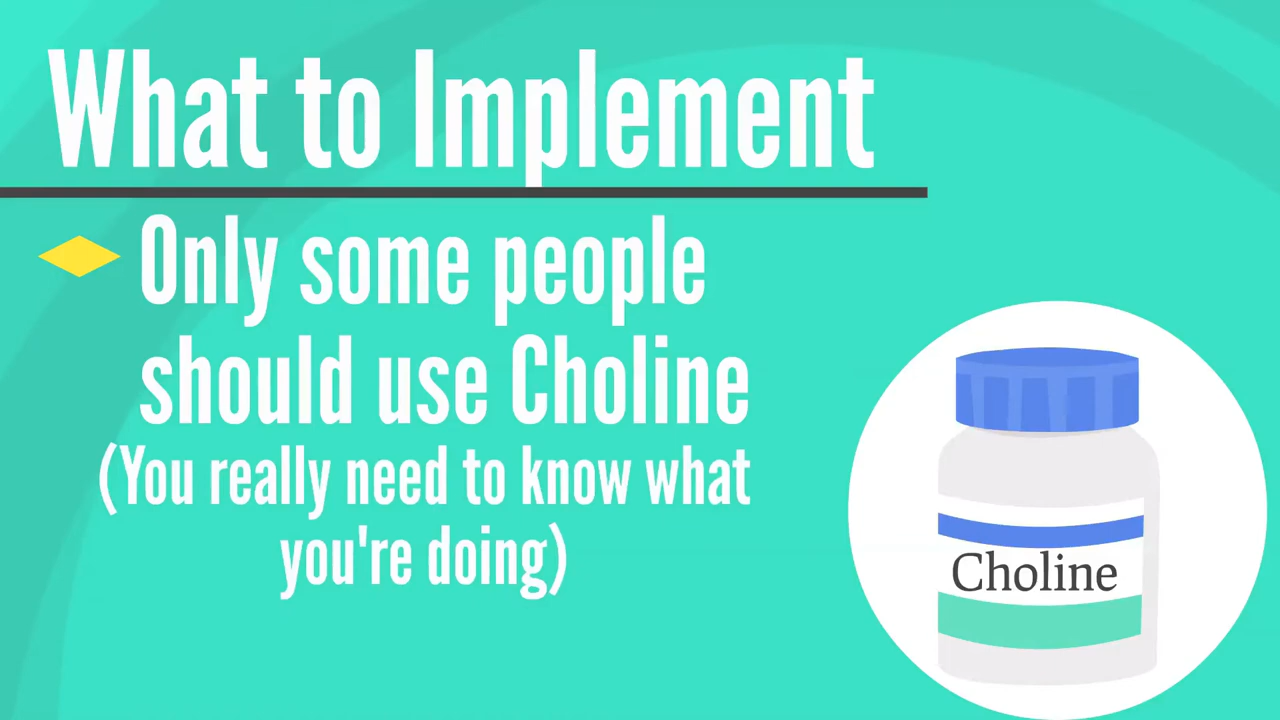 What to Implement
Only some people
should use Choline
(You really need to know what
you're doing)
Choline